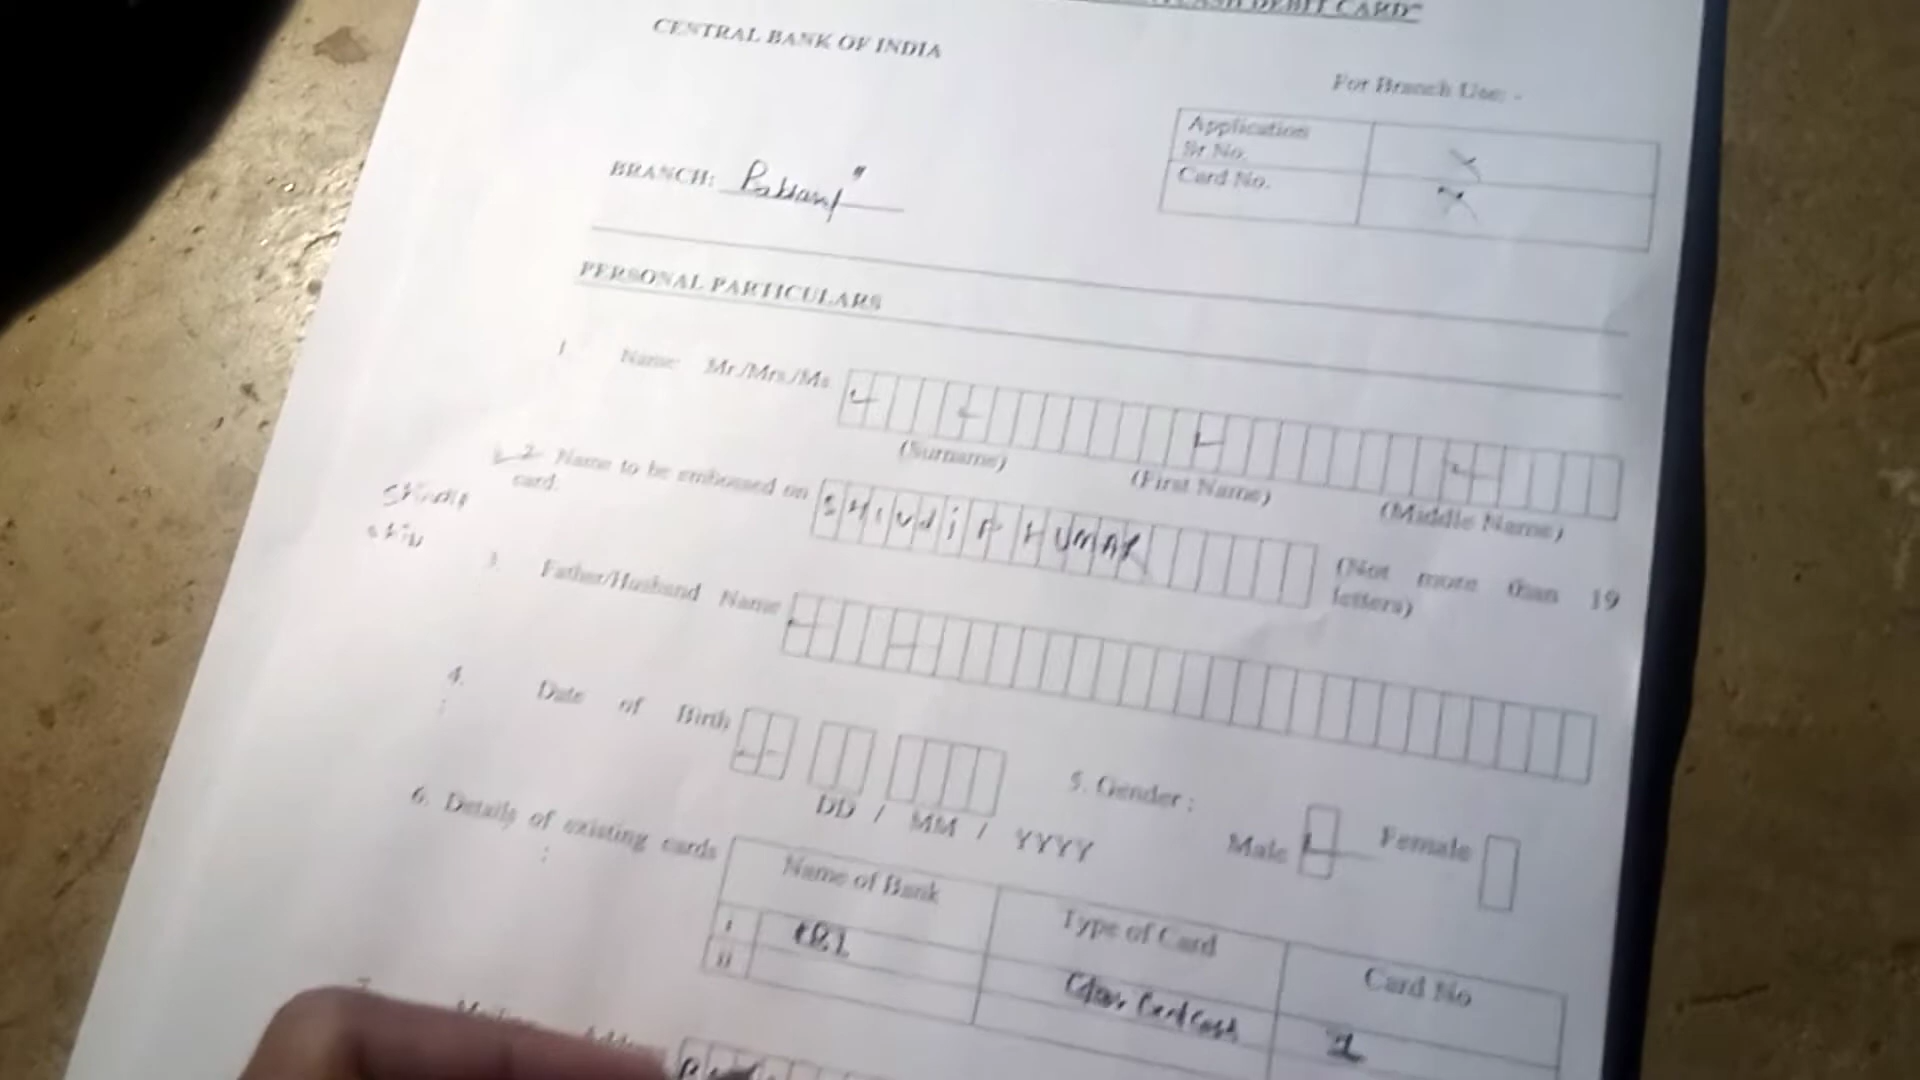 DEBIT CARD"
CENTRAL BANK OF INDIA
For Branch Use: -
Application
Sr No.
Card No.
BRANCH:
PERSONAL PARTICULARS
1. Name Mr./Mrs./Ms
(Surname) (First Name) (Middle Name)
2. Name to be embossed on
card. SHIVdiP KUMAR (Not more than 19
letters)
3. Father/Husband Name
4. Date of Birth
:
DD / MM / YYYY
5. Gender :
Male Female
6. Details of existing cards
:
Name of Bank Type of Card Card No
I CBI 1
II